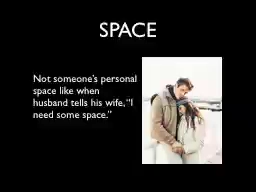 SPACE
Not someone's personal
space like when
husband tells his wife, "I
need some space."